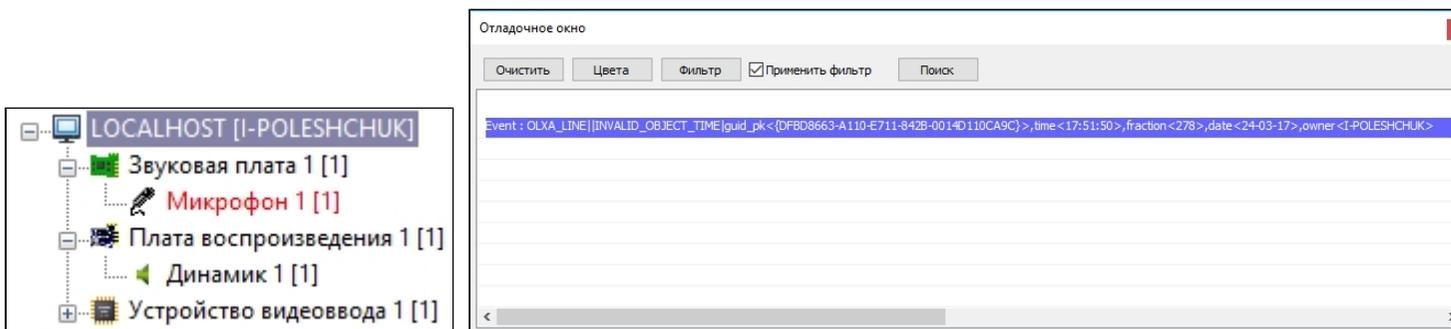 LOCALHOST [I-POLESHCHUK]
Звуковая плата 1 [1]
Микрофон 1 [1]
Плата воспроизведения 1 [1]
Динамик 1 [1]
Устройство видеоввода 1 [1]
Отладочное окно
Очистить Цвета Фильтр Применить фильтр Поиск
Event : OLXA_LINE||INVALID_OBJECT_TIME|guid_pk<{DFBD8663-A110-E711-842B-0014D110CA9C}>,time<17:51:50>,fraction<278>,date<24-03-17>,owner<I-POLESHCHUK>